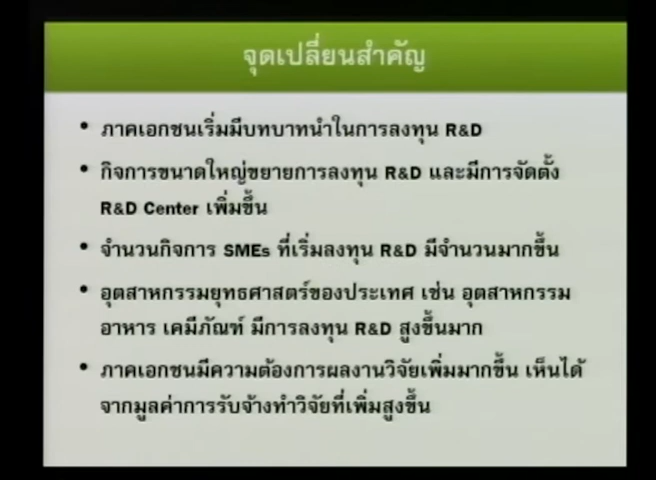 จุดเปลี่ยนสำคัญ
• ภาคเอกชนเริ่มมีบทบาทนำในการลงทุน R&D
• กิจการขนาดใหญ่ขยายการลงทุน R&D และมีการจัดตั้ง
R&D Center เพิ่มขึ้น
• จำนวนกิจการ SMEs ที่เริ่มลงทุน R&D มีจำนวนมากขึ้น
• อุตสาหกรรมยุทธศาสตร์ของประเทศ เช่น อุตสาหกรรม
อาหาร เคมีภัณฑ์ มีการลงทุน R&D สูงขึ้นมาก
• ภาคเอกชนมีความต้องการผลงานวิจัยเพิ่มมากขึ้น เห็นได้
จากมูลค่าการรับจ้างทำวิจัยที่เพิ่มสูงขึ้น